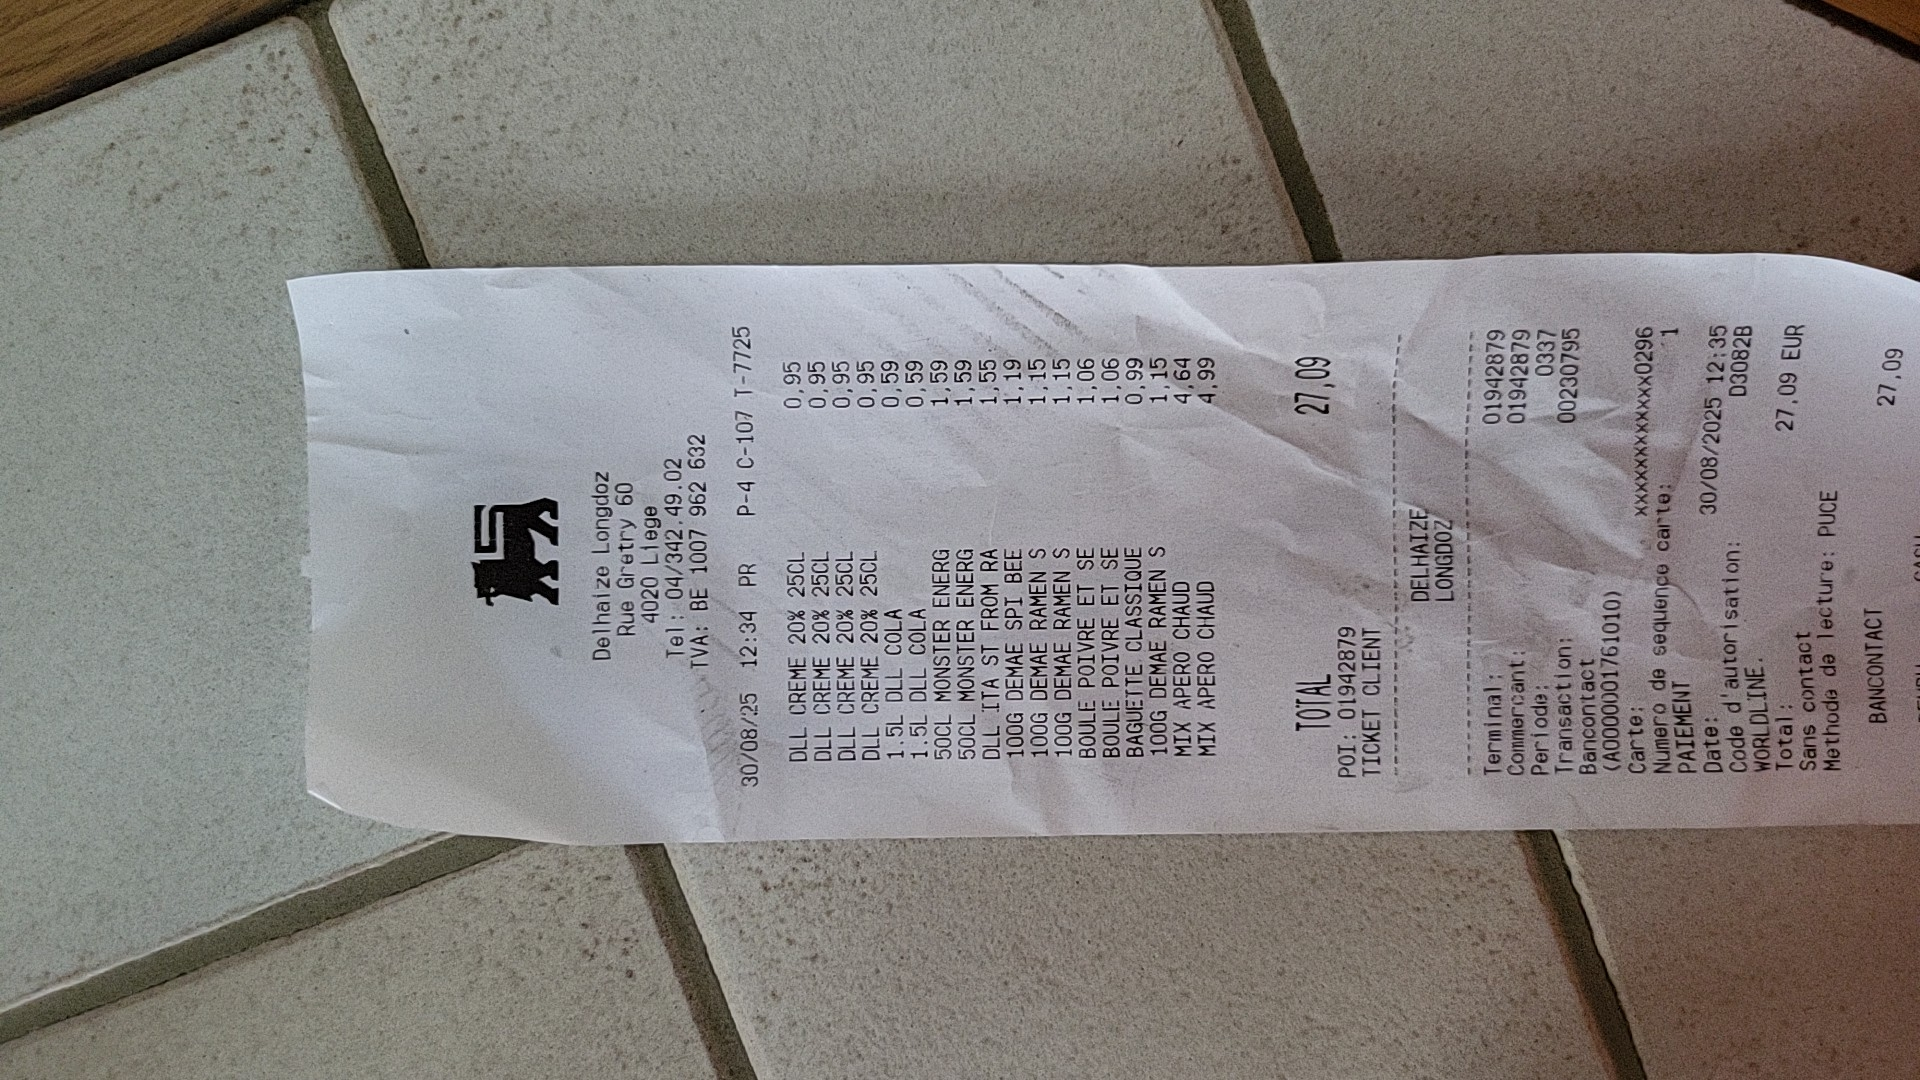 Delhaize Longdoz
Rue Gretry 60
4020 Liege
Tel: 04/342.49.02
TVA: BE 1007 962 632
30/08/25 12:34 PR P-4 C-107 T-7725
DLL CREME 20% 25CL 0,95
DLL CREME 20% 25CL 0,95
DLL CREME 20% 25CL 0,95
DLL CREME 20% 25CL 0,95
1.5L DLL COLA 0,59
1.5L DLL COLA 0,59
50CL MONSTER ENERG 1,59
50CL MONSTER ENERG 1,59
DLL ITA ST FROM RA 1,55
100G DEMAE SPI BEE 1,19
100G DEMAE RAMEN S 1,15
100G DEMAE RAMEN S 1,15
BOULE POIVRE ET SE 1,06
BOULE POIVRE ET SE 1,06
BAGUETTE CLASSIQUE 0,99
100G DEMAE RAMEN S 1,15
MIX APERO CHAUD 4,64
MIX APERO CHAUD 4,99
TOTAL 27,09
POI: 01942879
TICKET CLIENT
DELHAIZE
LONGDOZ
Terminal: 01942879
Commercant: 01942879
Periode: 0337
Transaction: 00230795
Bancontact
(A0000001761010)
Carte: xxxxxxxxxxxxx0296
Numero de sequence carte: 1
PAIEMENT
Date: 30/08/2025 12:35
Code d'autorisation: D3082B
WORLDLINE.
Total: 27,09 EUR
Sans contact
Methode de lecture: PUCE
BANCONTACT 27,09